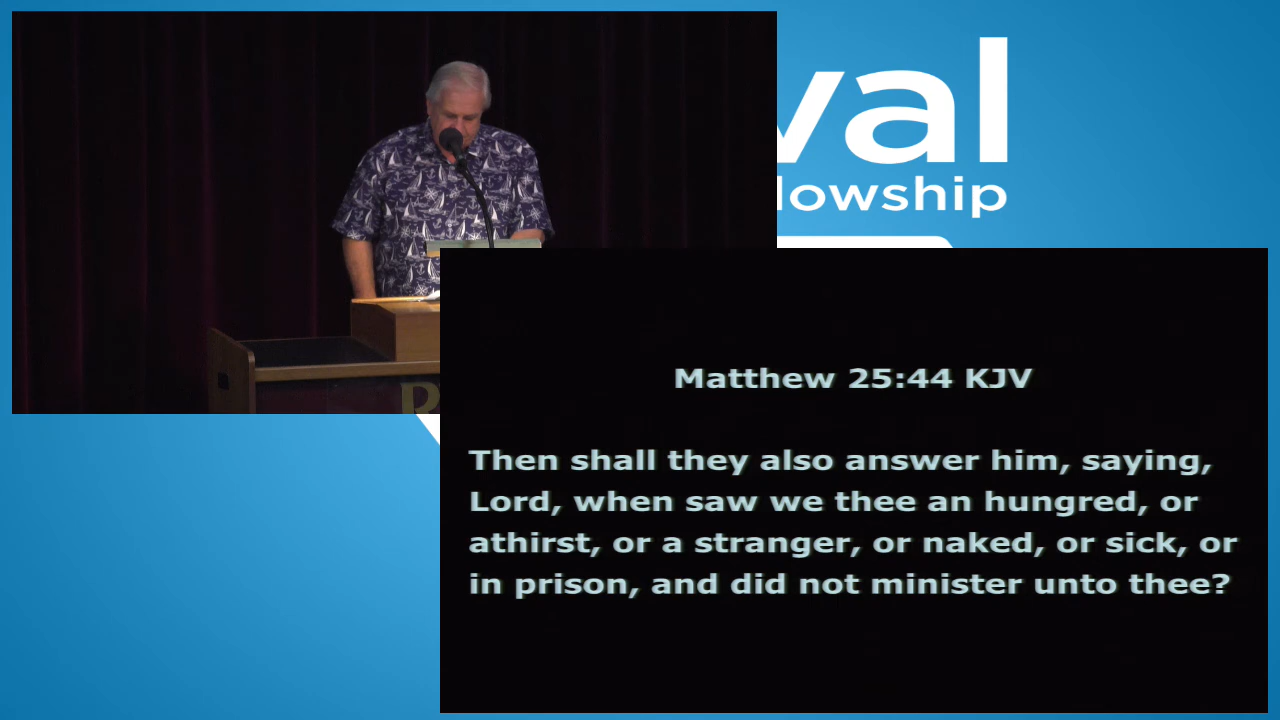 val
lowship
Matthew 25:44 KJV
Then shall they also answer him, saying,
Lord, when saw we thee an hungred, or
athirst, or a stranger, or naked, or sick, or
in prison, and did not minister unto thee?